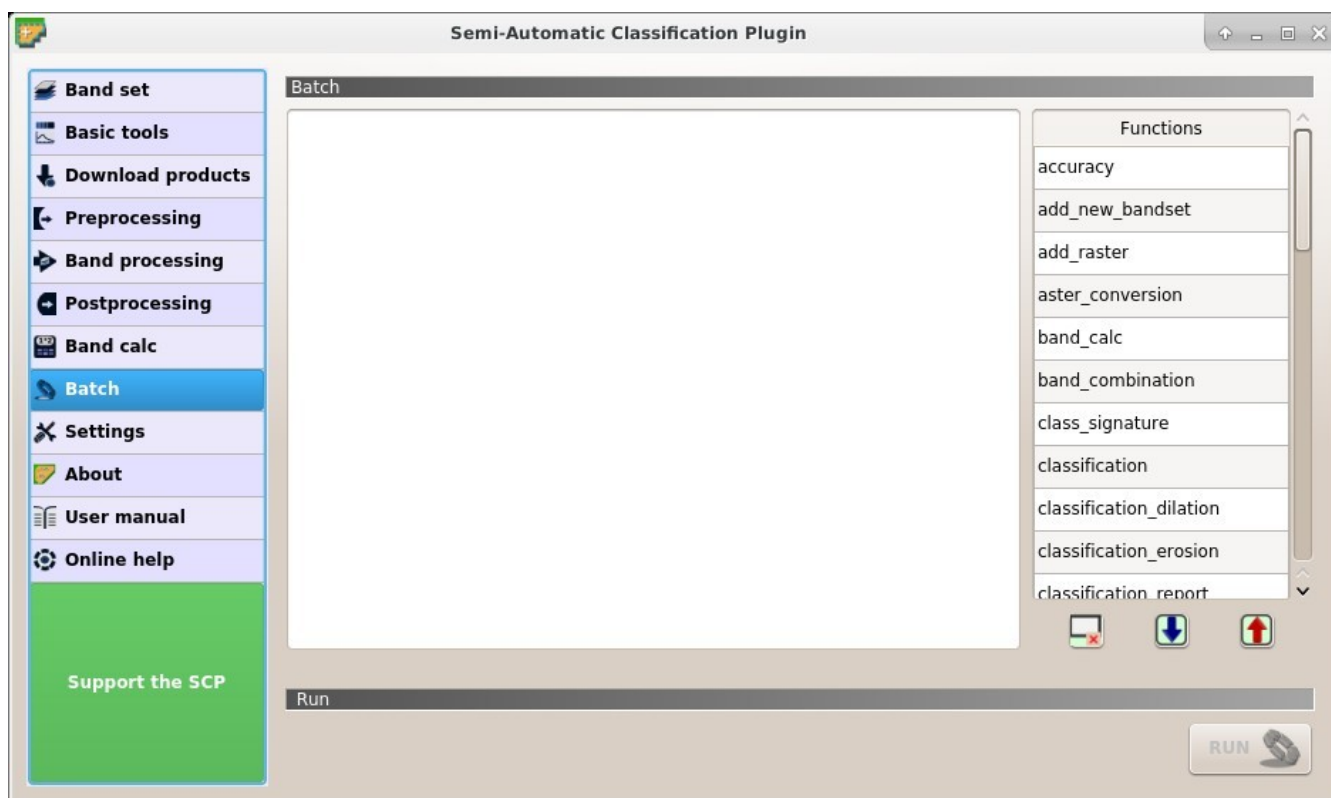 Semi-Automatic Classification Plugin
Band set
Basic tools
Download products
Preprocessing
Band processing
Postprocessing
Band calc
Batch
Settings
About
User manual
Online help
Support the SCP
Batch
Functions
accuracy
add_new_bandset
add_raster
aster_conversion
band_calc
band_combination
class_signature
classification
classification_dilation
classification_erosion
classification_report
Run
RUN